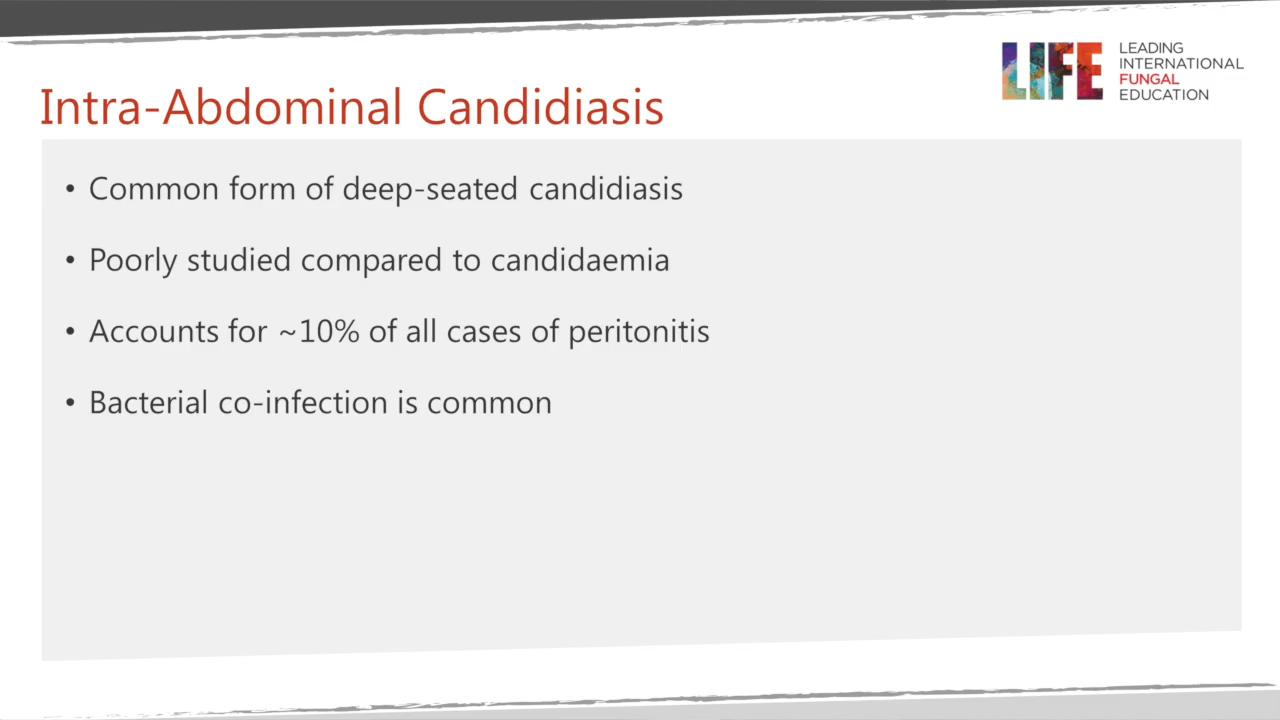 LIFE
LEADING
INTERNATIONAL
FUNGAL
EDUCATION
Intra-Abdominal Candidiasis
• Common form of deep-seated candidiasis
• Poorly studied compared to candidaemia
• Accounts for ~10% of all cases of peritonitis
• Bacterial co-infection is common